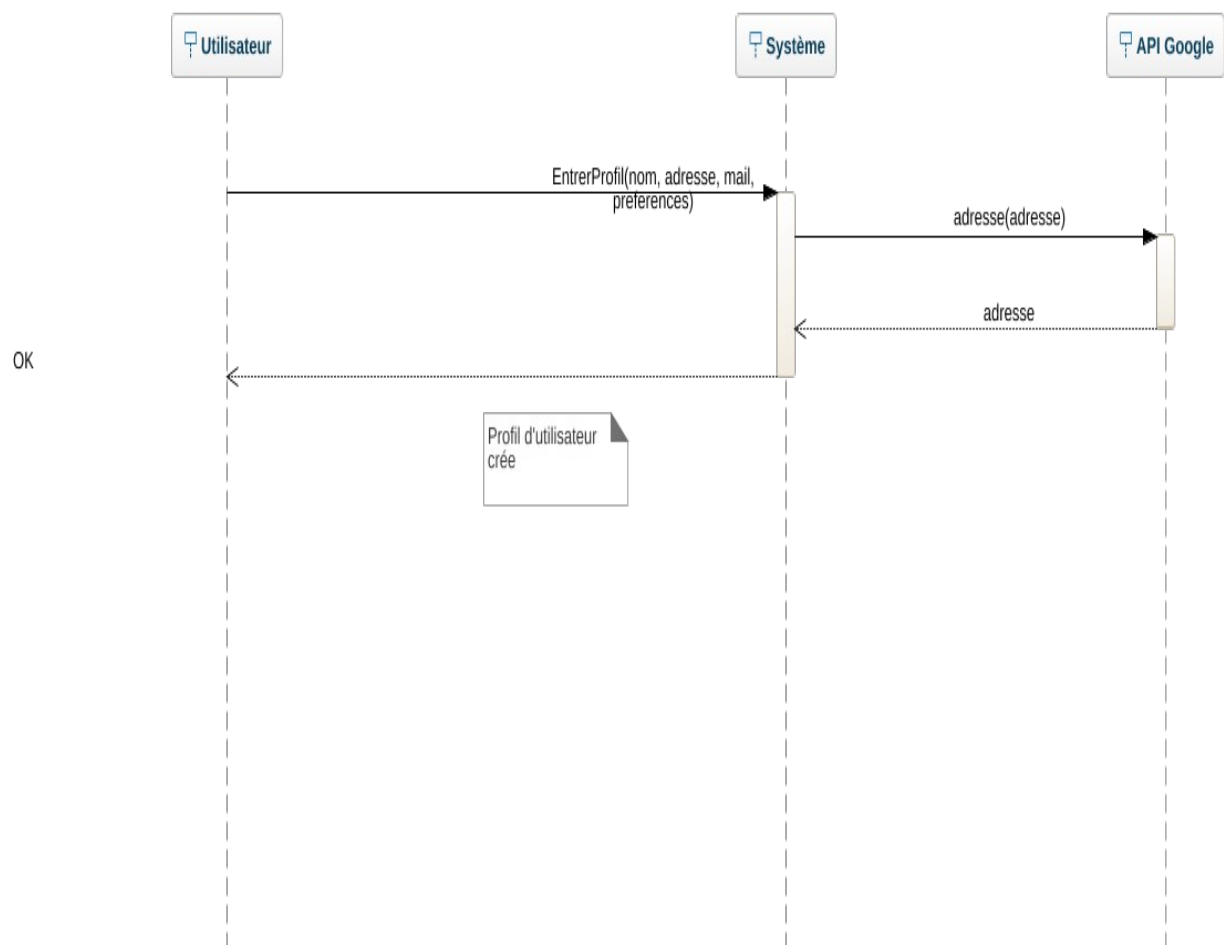 Utilisateur
Système
API Google
EntrerProfil(nom, adresse, mail,
preferences)
adresse(adresse)
adresse
OK
Profil d'utilisateur
crée